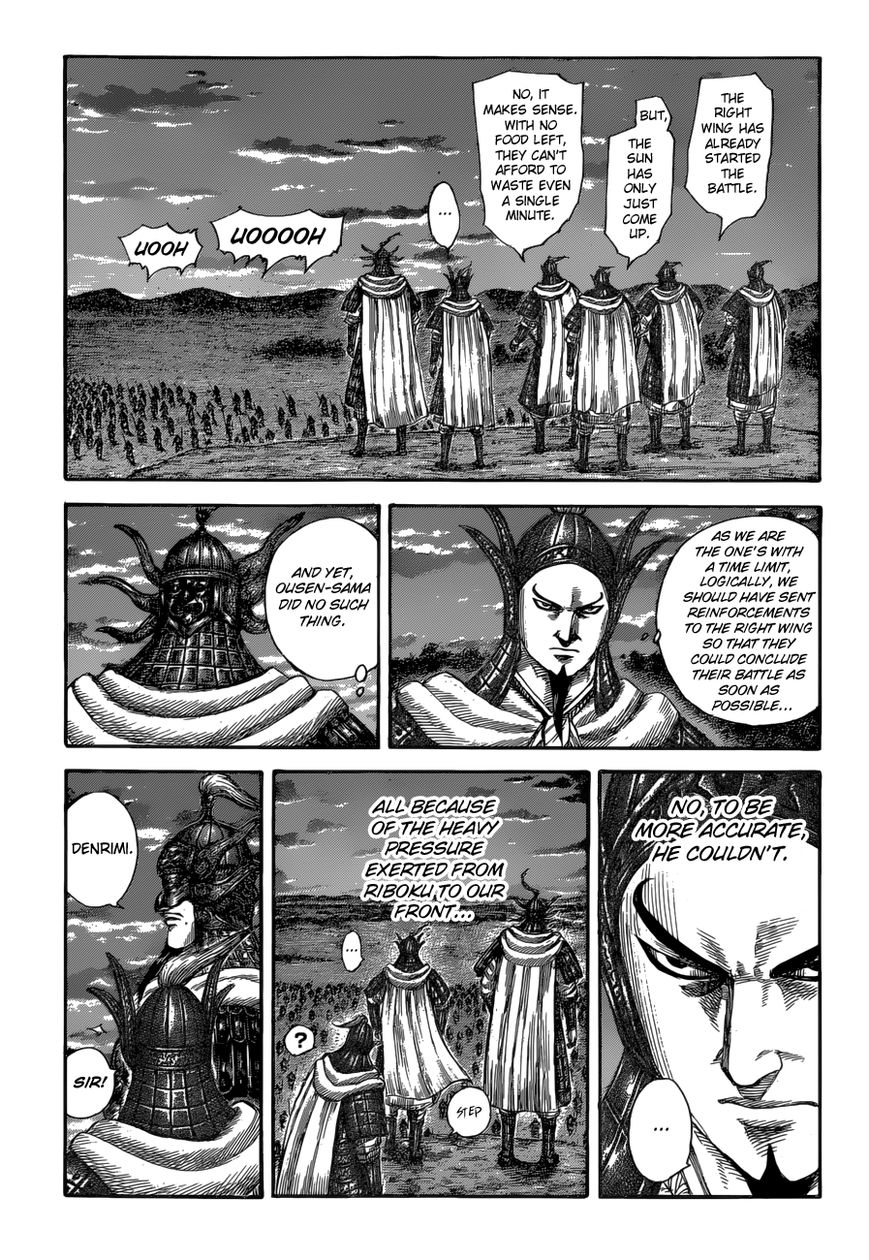 THE
RIGHT
WING HAS
ALREADY
STARTED
THE
BATTLE.
BUT,
THE
SUN
HAS
ONLY
JUST
COME
UP.
NO, IT
MAKES SENSE.
WITH NO
FOOD LEFT,
THEY CAN'T
AFFORD TO
WASTE EVEN
A SINGLE
MINUTE.
...
UOOOOH
UOOH
AS WE ARE
THE ONE'S WITH
A TIME LIMIT,
LOGICALLY, WE
SHOULD HAVE SENT
REINFORCEMENTS
TO THE RIGHT WING
SO THAT THEY
COULD CONCLUDE
THEIR BATTLE AS
SOON AS
POSSIBLE...
AND YET,
OUSEN-SAMA
DID NO SUCH
THING.
NO, TO BE
MORE ACCURATE,
HE COULDN'T.
...
ALL BECAUSE
OF THE HEAVY
PRESSURE
EXERTED FROM
RIBOKU TO OUR
FRONT...
...
?
STEP
DENRIMI.
SIR!